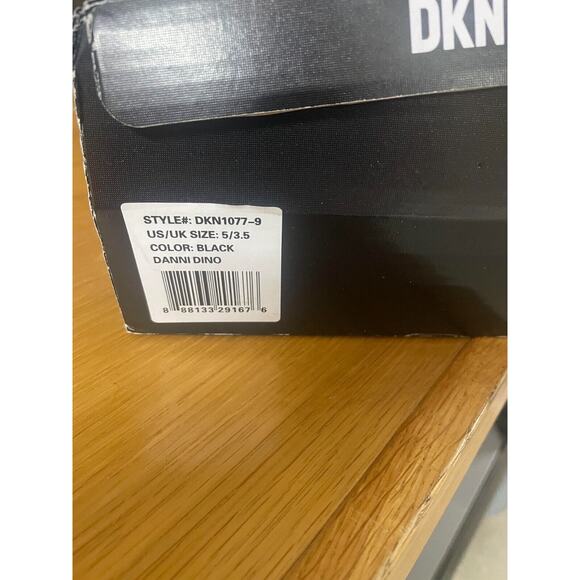 DKN
STYLE#: DKN1077-9
US/UK SIZE: 5/3.5
COLOR: BLACK
DANNI DINO
8 88133 29167 6